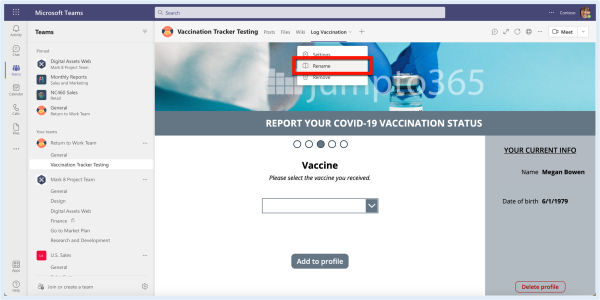 Microsoft Teams
Search
Contoso
Activity
Chat
Teams
Calendar
Calls
Files
Apps
Help
Teams
Pinned
Digital Assets Web
Mark 8 Project Team
Monthly Reports
Sales and Marketing
NC460 Sales
Retail
General
Return to Work Team
Your teams
Return to Work Team
General
Vaccination Tracker Testing
Mark 8 Project Team
General
Design
Digital Assets Web
Finance
Go to Market Plan
Research and Development
U.S. Sales
General
Join or create a team
Vaccination Tracker Testing
Posts
Files
Wiki
Log Vaccination
Meet
Settings
Rename
Remove
jumpto365
REPORT YOUR COVID-19 VACCINATION STATUS
Vaccine
Please select the vaccine you received.
Add to profile
YOUR CURRENT INFO
Name Megan Bowen
Date of birth 6/1/1979
Delete profile